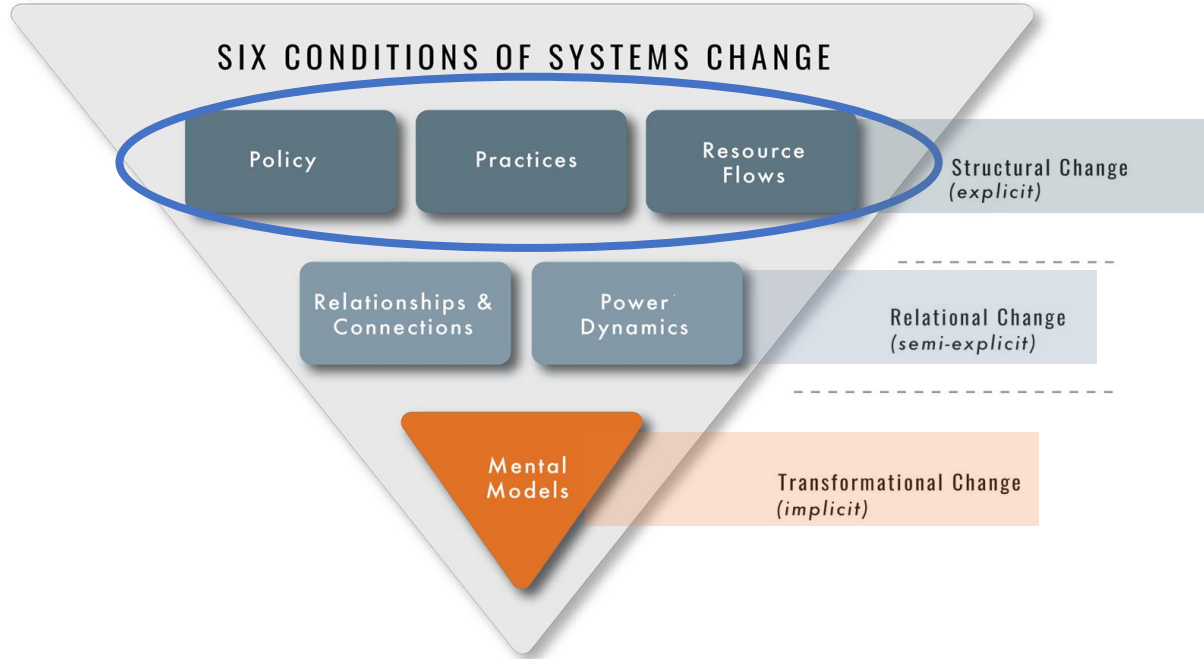 SIX CONDITIONS OF SYSTEMS CHANGE
Policy
Practices
Resource
Flows
Structural Change
(explicit)
Relationships &
Connections
Power
Dynamics
Relational Change
(semi-explicit)
Mental
Models
Transformational Change
(implicit)